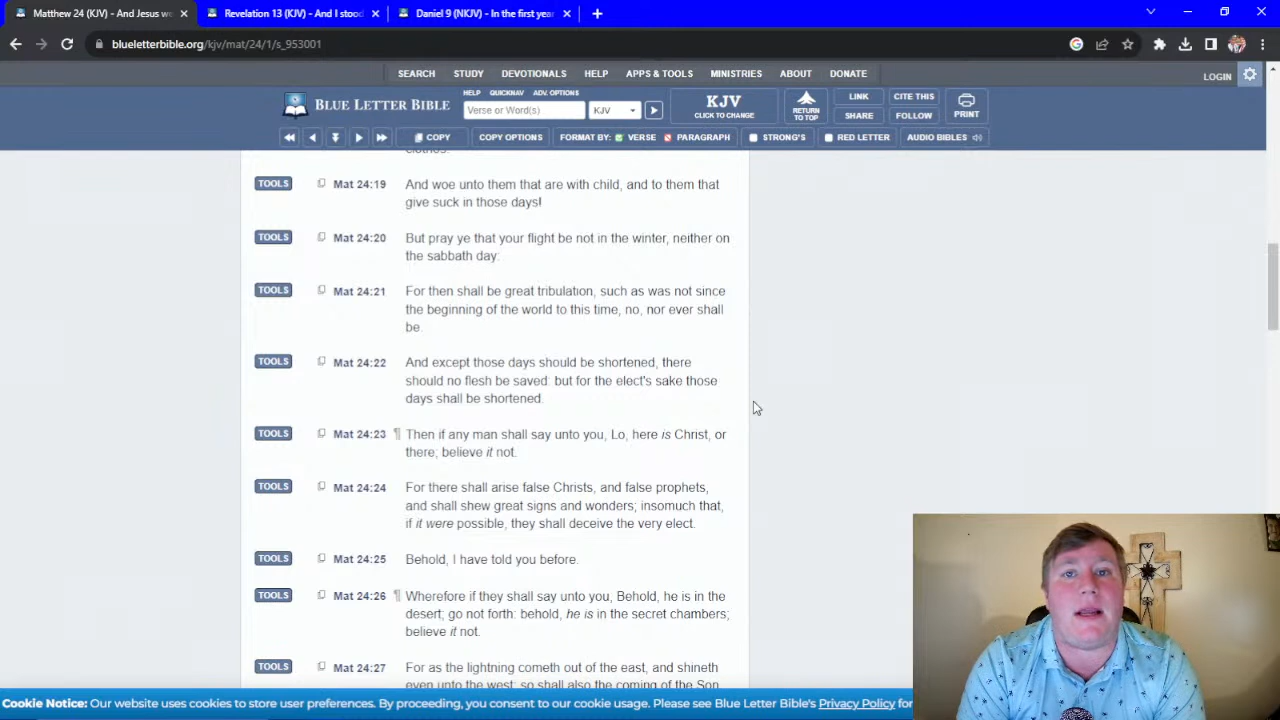 Matthew 24 (KJV) - And Jesus we
Revelation 13 (KJV) - And I stood
Daniel 9 (NKJV) - In the first year
blueletterbible.org/kjv/mat/24/1/s_953001
SEARCH STUDY DEVOTIONALS HELP APPS & TOOLS MINISTRIES ABOUT DONATE
LOGIN
BLUE LETTER BIBLE
HELP QUICKNAV ADV. OPTIONS
Verse or Word(s) KJV
KJV
CLICK TO CHANGE
RETURN
TO TOP
LINK CITE THIS
SHARE FOLLOW
PRINT
COPY COPY OPTIONS FORMAT BY: VERSE PARAGRAPH STRONG'S RED LETTER AUDIO BIBLES
clothes.
TOOLS Mat 24:19 And woe unto them that are with child, and to them that
give suck in those days!
TOOLS Mat 24:20 But pray ye that your flight be not in the winter, neither on
the sabbath day:
TOOLS Mat 24:21 For then shall be great tribulation, such as was not since
the beginning of the world to this time, no, nor ever shall
be.
TOOLS Mat 24:22 And except those days should be shortened, there
should no flesh be saved: but for the elect's sake those
days shall be shortened.
TOOLS Mat 24:23 ¶ Then if any man shall say unto you, Lo, here is Christ, or
there; believe it not.
TOOLS Mat 24:24 For there shall arise false Christs, and false prophets,
and shall shew great signs and wonders; insomuch that,
if it were possible, they shall deceive the very elect.
TOOLS Mat 24:25 Behold, I have told you before.
TOOLS Mat 24:26 ¶ Wherefore if they shall say unto you, Behold, he is in the
desert; go not forth: behold, he is in the secret chambers;
believe it not.
TOOLS Mat 24:27 For as the lightning cometh out of the east, and shineth
even unto the west; so shall also the coming of the Son
Cookie Notice: Our website uses cookies to store user preferences. By proceeding, you consent to our cookie usage. Please see Blue Letter Bible's Privacy Policy for